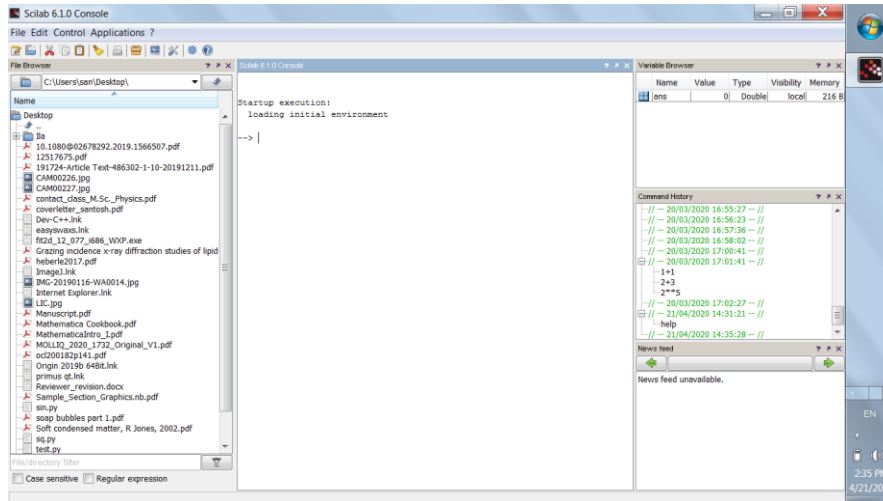 Scilab 6.1.0 Console
File Edit Control Applications ?
File Browser ? X
C:\Users\san\Desktop\
Name
Desktop
..
Ila
10.1080@02678292.2019.1566507.pdf
12517675.pdf
191724-Article Text-486302-1-10-20191211.pdf
CAM00226.jpg
CAM00227.jpg
contact_class_M.Sc._Physics.pdf
coverletter_santosh.pdf
Dev-C++.lnk
easyswaxs.lnk
fit2d_12_077_i686_WXP.exe
Grazing incidence x-ray diffraction studies of lipid
heberle2017.pdf
ImageJ.lnk
IMG-20190116-WA0014.jpg
Internet Explorer.lnk
LIC.jpg
Manuscript.pdf
Mathematica Cookbook.pdf
MathematicaIntro_I.pdf
MOLLIQ_2020_1732_Original_V1.pdf
ocl200182p141.pdf
Origin 2019b 64Bit.lnk
primus qt.lnk
Reviewer_revision.docx
Sample_Section_Graphics.nb.pdf
sin.py
soap bubbles part 1.pdf
Soft condensed matter, R Jones, 2002.pdf
sq.py
test.py
File/directory filter
Case sensitive Regular expression
Scilab 6.1.0 Console ? X
Startup execution:
loading initial environment
-->
Variable Browser ? X
Name Value Type Visibility Memory
ans 0 Double local 216 B
Command History ? X
// -- 20/03/2020 16:55:27 -- //
// -- 20/03/2020 16:56:23 -- //
// -- 20/03/2020 16:57:36 -- //
// -- 20/03/2020 16:58:02 -- //
// -- 20/03/2020 17:00:41 -- //
// -- 20/03/2020 17:01:41 -- //
1+1
2+3
2**5
// -- 20/03/2020 17:02:27 -- //
// -- 21/04/2020 14:31:21 -- //
help
// -- 21/04/2020 14:35:28 -- //
News feed ? X
News feed unavailable.
EN
2:35 P
4/21/20